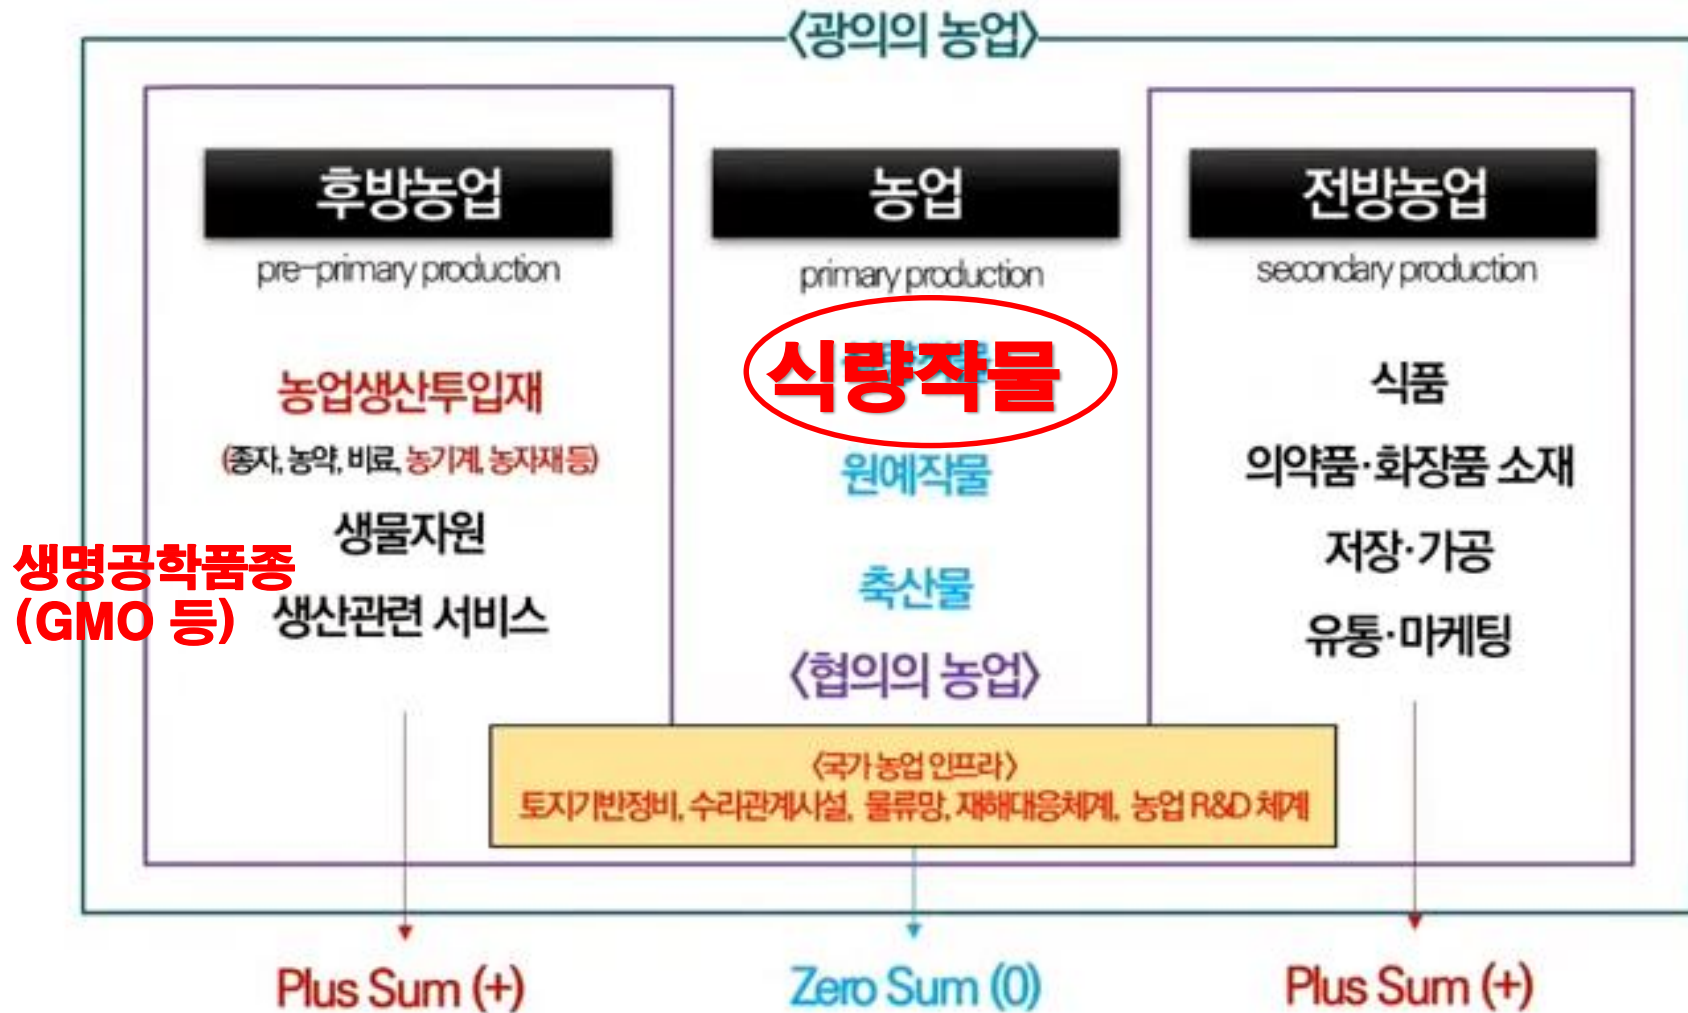 <광의의 농업>
후방농업
pre-primary production
농업생산투입재
(종자, 농약, 비료, 농기계, 농자재 등)
생물자원
생명공학품종
(GMO 등)
생산관련 서비스
농업
primary production
식량작물
원예작물
축산물
<협의의 농업>
전방농업
secondary production
식품
의약품·화장품 소재
저장·가공
유통·마케팅
<국가 농업 인프라>
토지기반정비, 수리관계시설, 물류망, 재해대응체계, 농업 R&D 체계
Plus Sum (+)
Zero Sum (0)
Plus Sum (+)